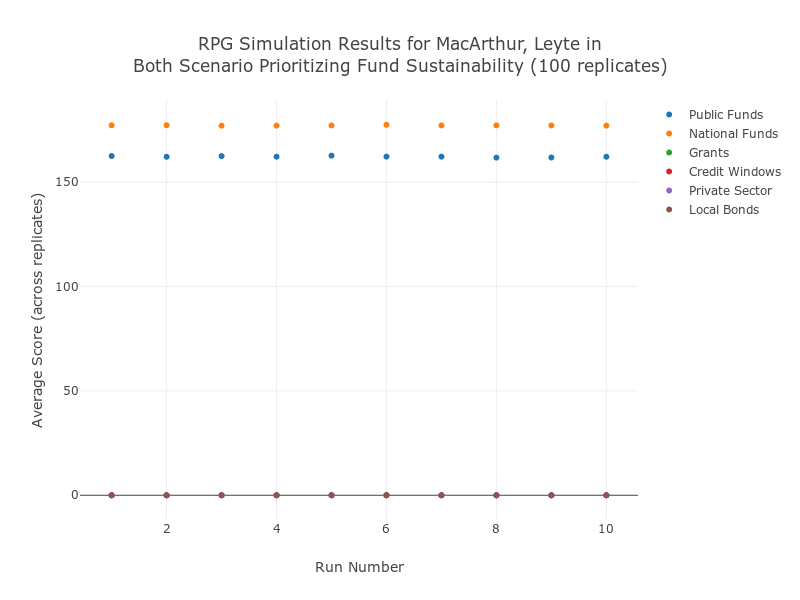 RPG Simulation Results for MacArthur, Leyte in
Both Scenario Prioritizing Fund Sustainability (100 replicates)
Public Funds
National Funds
Grants
Credit Windows
Private Sector
Local Bonds
Average Score (across replicates)
150
100
50
0
2
4
6
8
10
Run Number